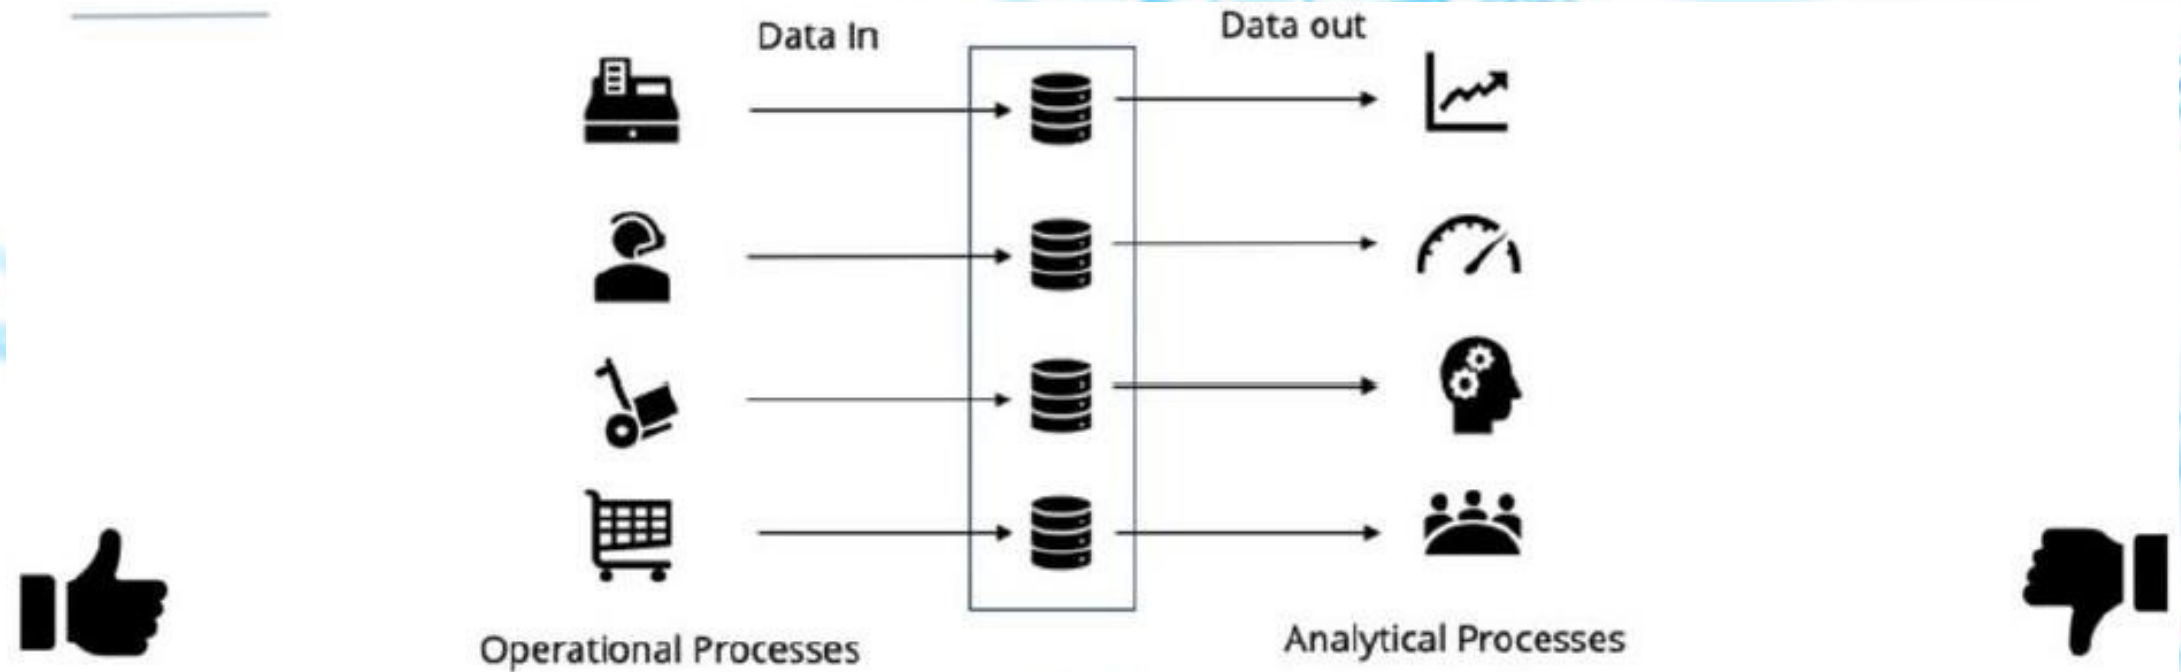 Data In
Data out
Operational Processes
Analytical Processes